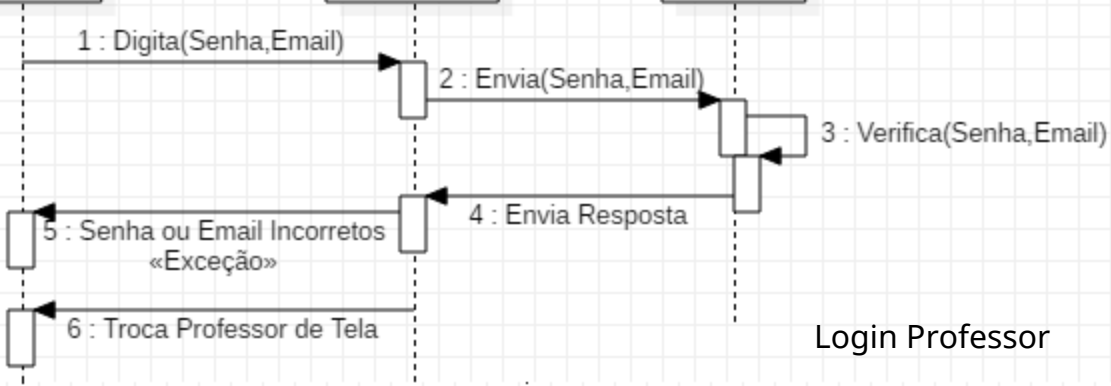 1 : Digita(Senha,Email)
2 : Envia(Senha,Email)
3 : Verifica(Senha,Email)
4 : Envia Resposta
5 : Senha ou Email Incorretos
«Exceção»
6 : Troca Professor de Tela
Login Professor